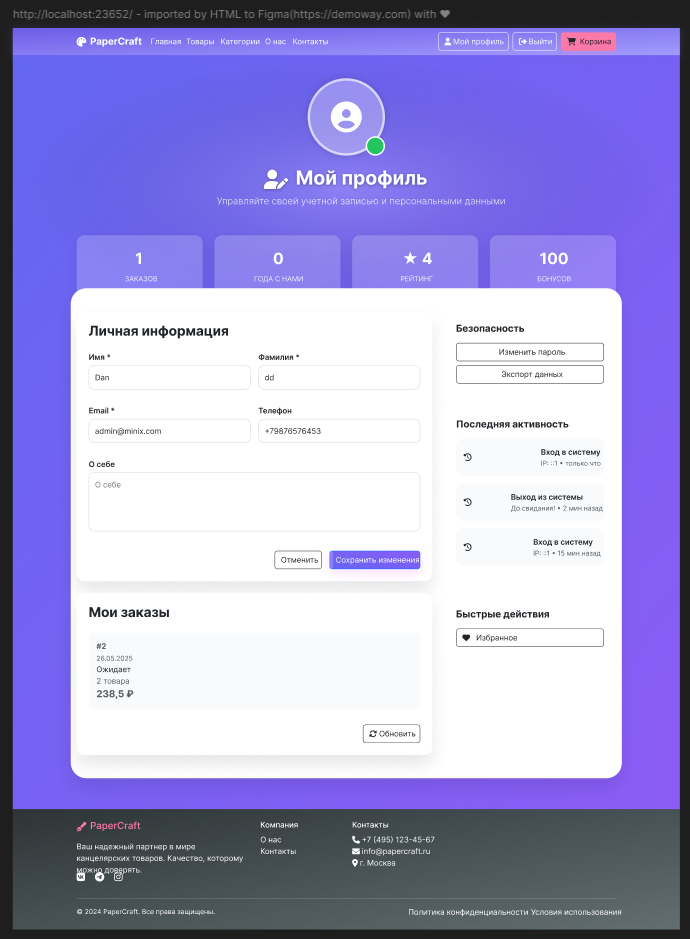 http://localhost:23652/ - imported by HTML to Figma(https://demoway.com) with ❤
PaperCraft Главная Товары Категории О нас Контакты Мой профиль Выйти Корзина
Мой профиль
Управляйте своей учетной записью и персональными данными
1 0 ★ 4 100
ЗАКАЗОВ ГОДА С НАМИ РЕЙТИНГ БОНУСОВ
Личная информация
Имя * Фамилия *
Dan dd
Email * Телефон
admin@minix.com +79876576453
О себе
О себе
Отменить Сохранить изменения
Мои заказы
#2
26.05.2025
Ожидает
2 товара
238,5 ₽
Обновить
Безопасность
Изменить пароль
Экспорт данных
Последняя активность
Вход в систему
IP: ::1 • только что
Выход из системы
До свидания! • 2 мин назад
Вход в систему
IP: ::1 • 15 мин назад
Быстрые действия
Избранное
PaperCraft
Ваш надежный партнер в мире
канцелярских товаров. Качество, которому
можно доверять.
Компания
О нас
Контакты
Контакты
+7 (495) 123-45-67
info@papercraft.ru
г. Москва
© 2024 PaperCraft. Все права защищены.
Политика конфиденциальности Условия использования